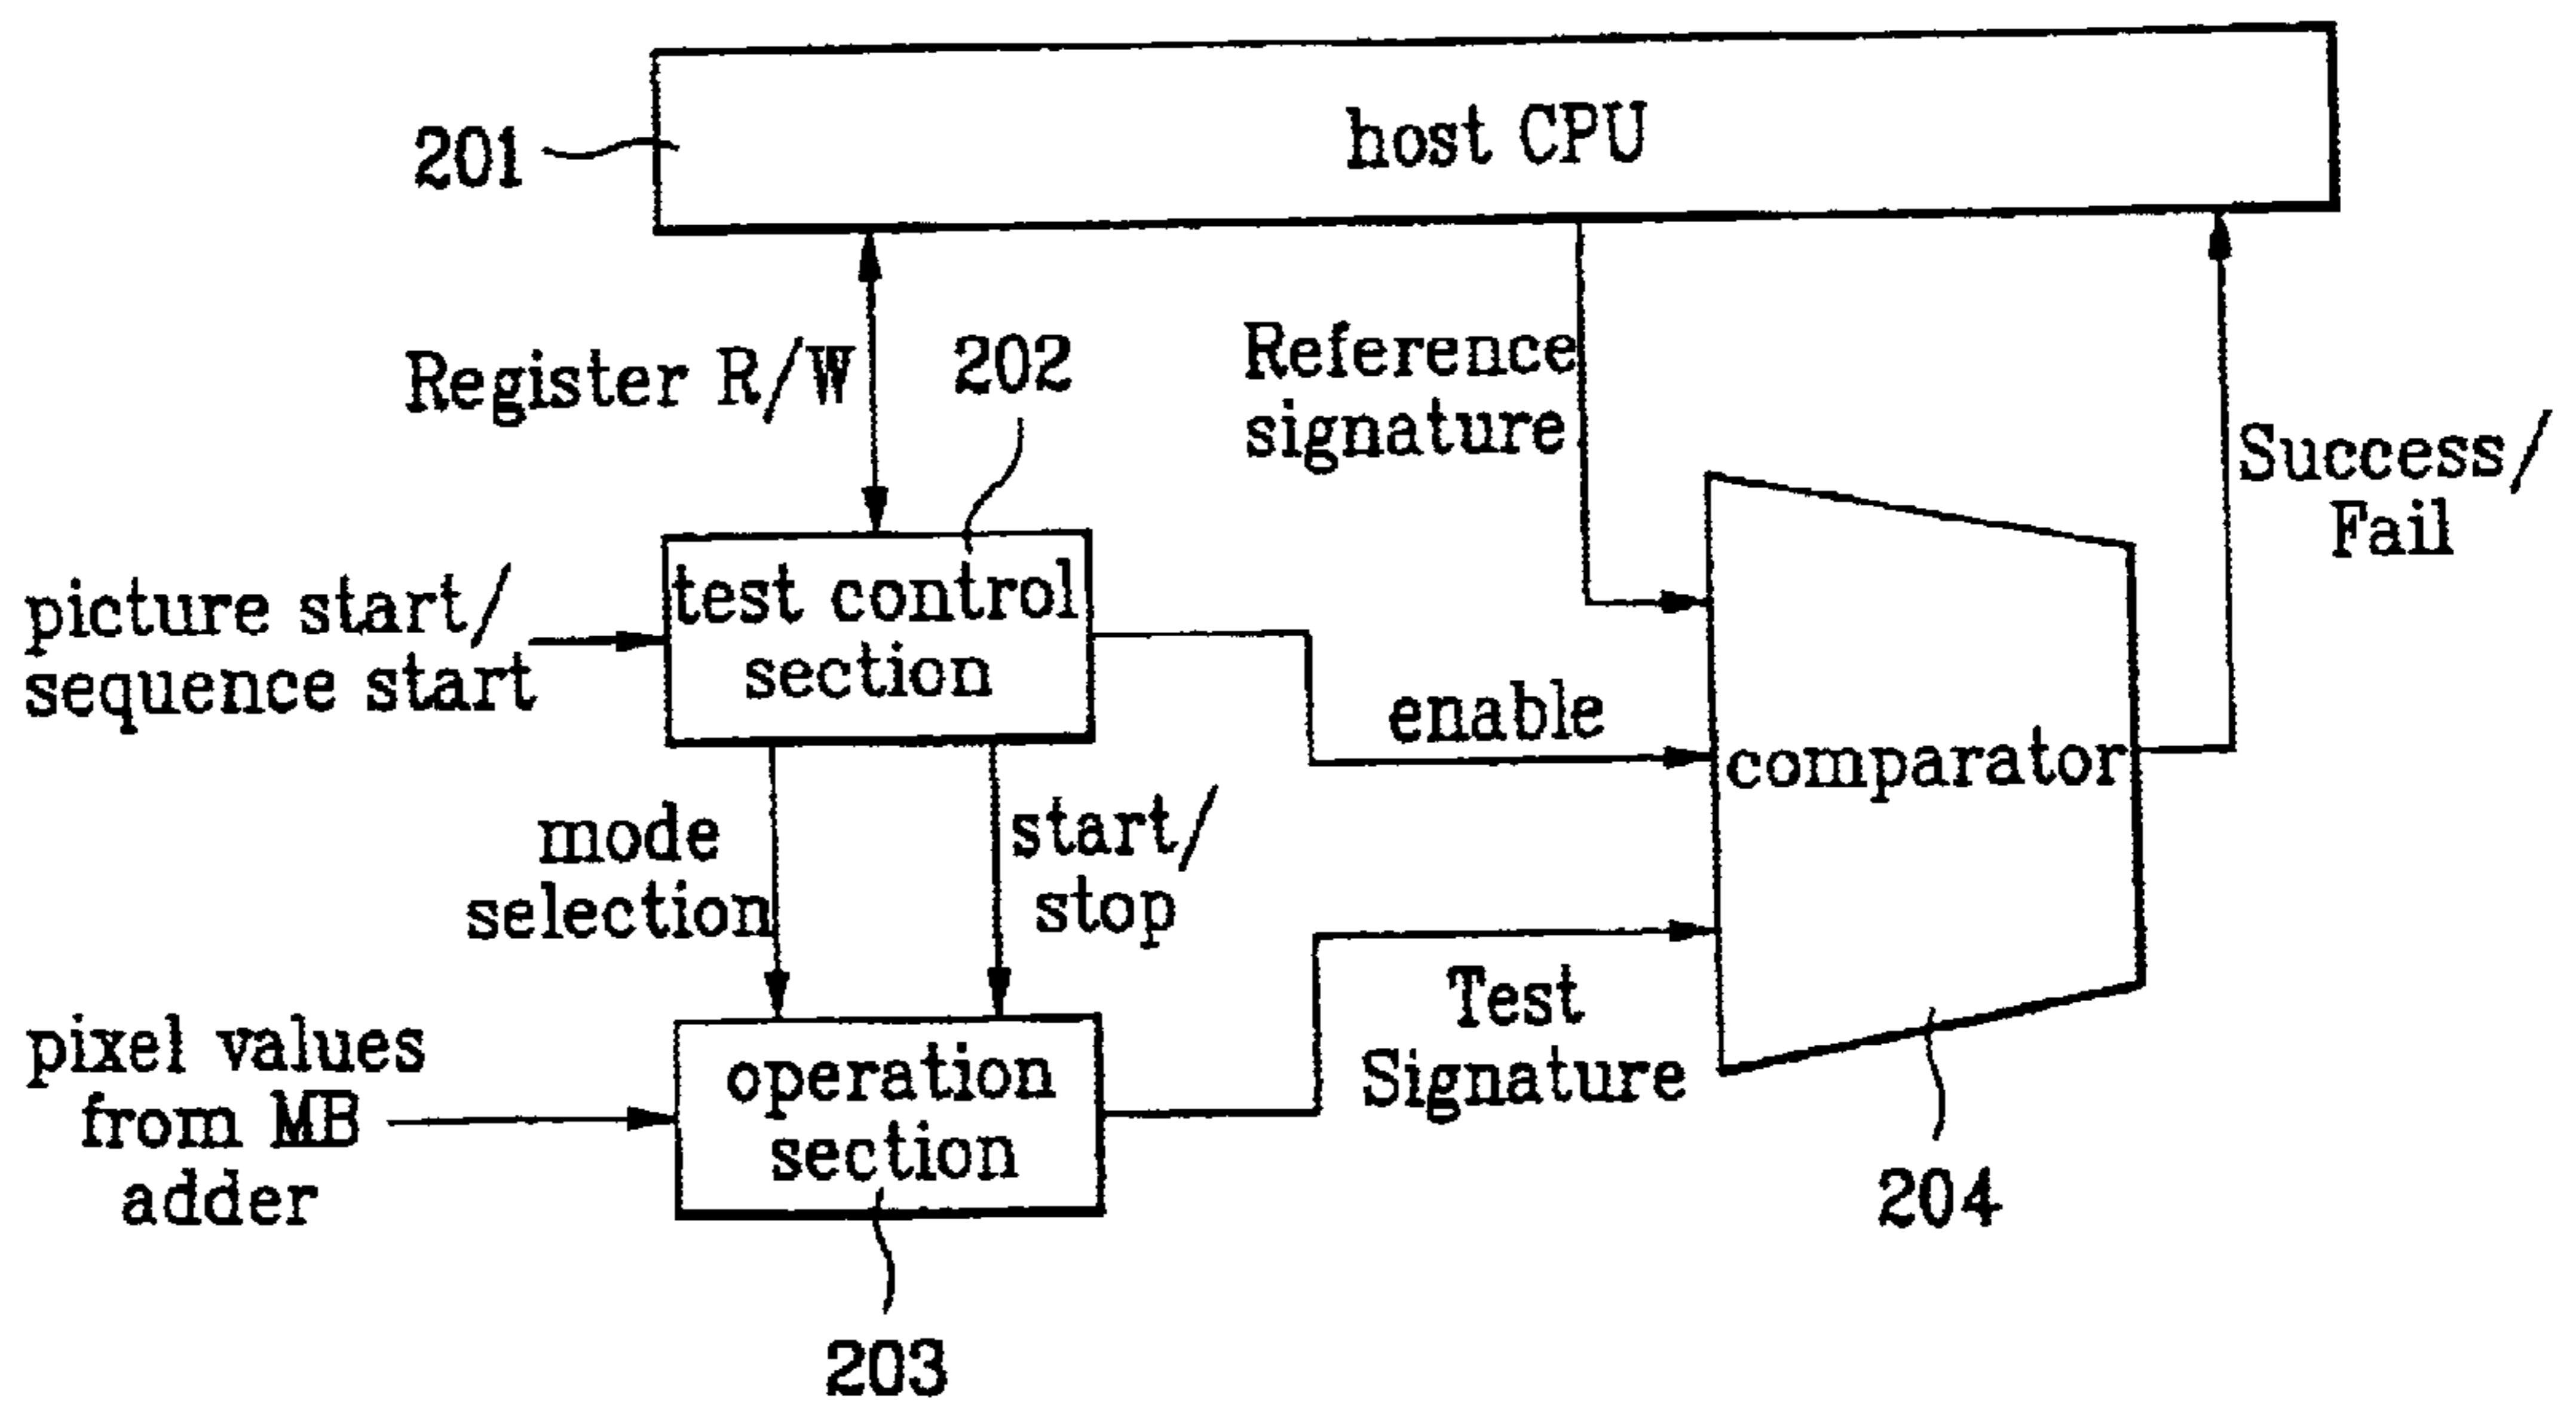 host CPU
201
Register R/W
202
Reference
signature
Success/
Fail
picture start/
sequence start
test control
section
enable
comparator
mode
selection
start/
stop
Test
Signature
pixel values
from MB
adder
operation
section
204
203